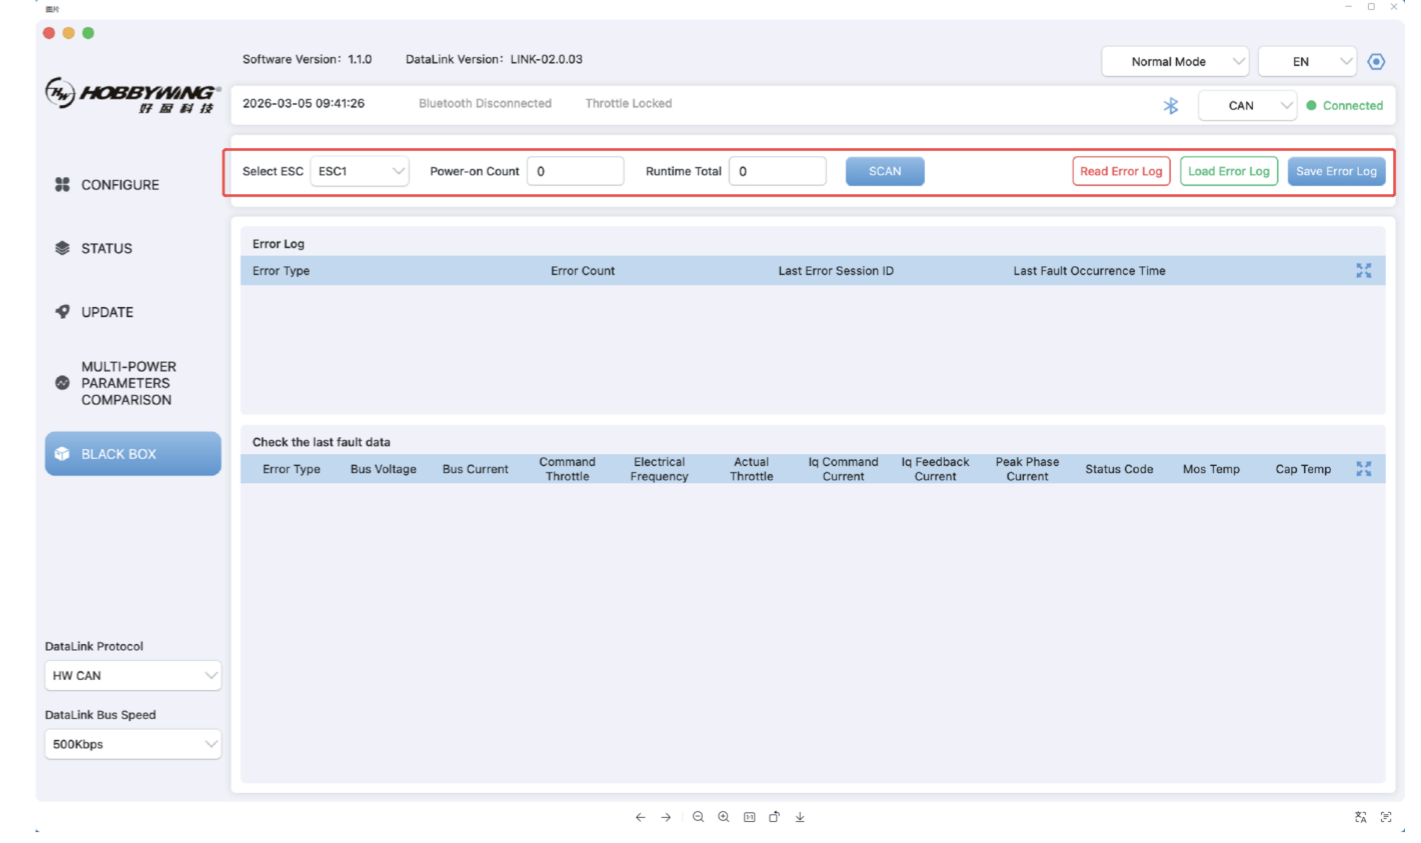 图片
Software Version: 1.1.0 DataLink Version: LINK-02.0.03 Normal Mode EN
HOBBYWING
好盈科技
2026-03-05 09:41:26 Bluetooth Disconnected Throttle Locked CAN Connected
Select ESC ESC1 Power-on Count 0 Runtime Total 0 SCAN Read Error Log Load Error Log Save Error Log
CONFIGURE
STATUS
UPDATE
MULTI-POWER
PARAMETERS
COMPARISON
BLACK BOX
Error Log
Error Type Error Count Last Error Session ID Last Fault Occurrence Time
Check the last fault data
Error Type Bus Voltage Bus Current Command Throttle Electrical Frequency Actual Throttle Iq Command Current Iq Feedback Current Peak Phase Current Status Code Mos Temp Cap Temp
DataLink Protocol
HW CAN
DataLink Bus Speed
500Kbps